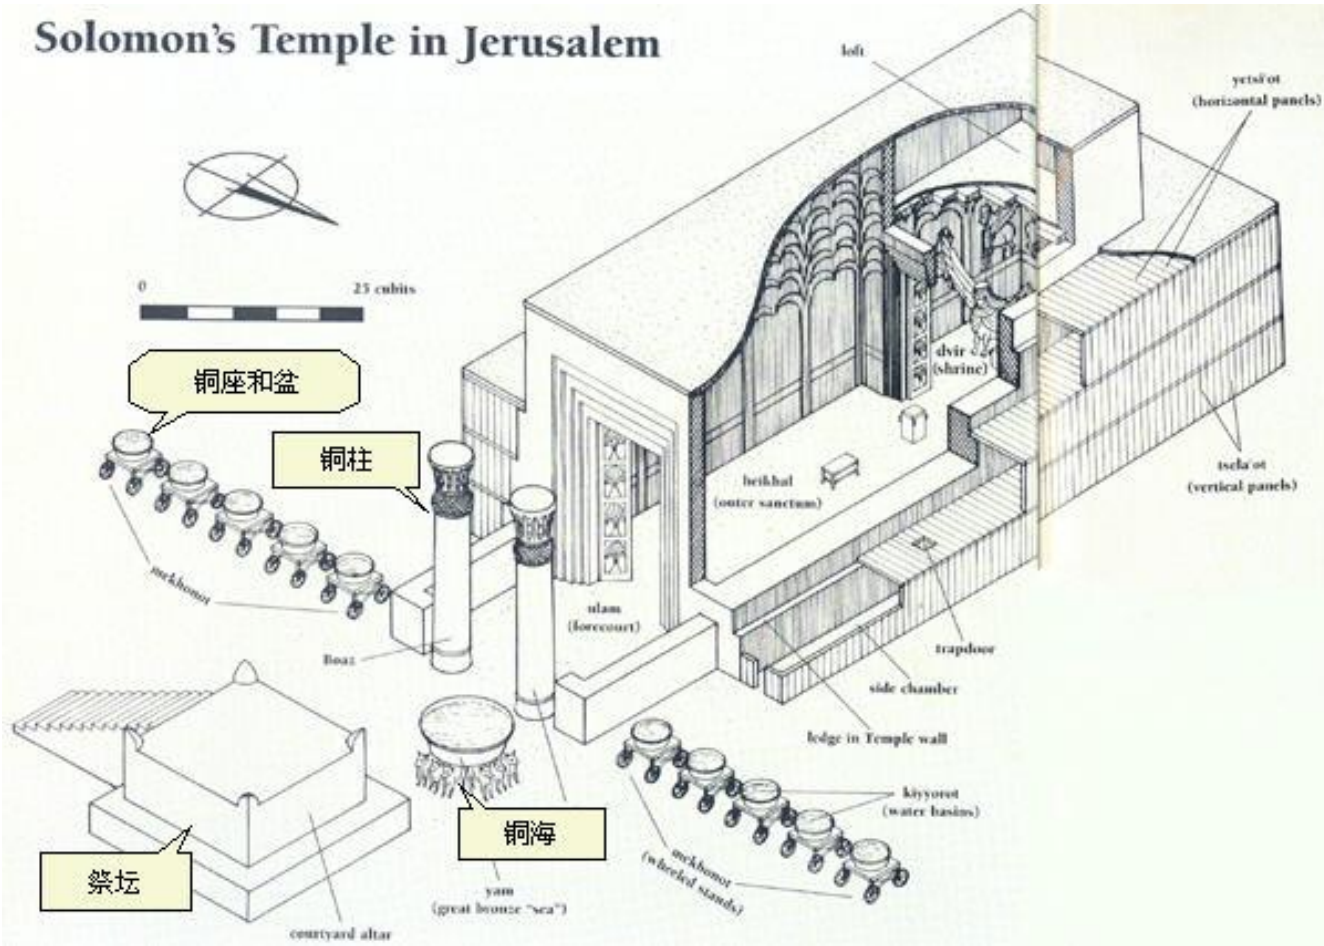 Solomon's Temple in Jerusalem
loft
yetsi'ot
(horizontal panels)
0
25 cubits
铜座和盆
铜柱
dvir
(shrine)
heikhal
(outer sanctum)
tsela'ot
(vertical panels)
mekhonot
ulam
(forecourt)
Boaz
trapdoor
side chamber
ledge in Temple wall
kiyyorot
(water basins)
铜海
mekhonot
(wheeled stands)
祭坛
yam
(great bronze "sea")
courtyard altar